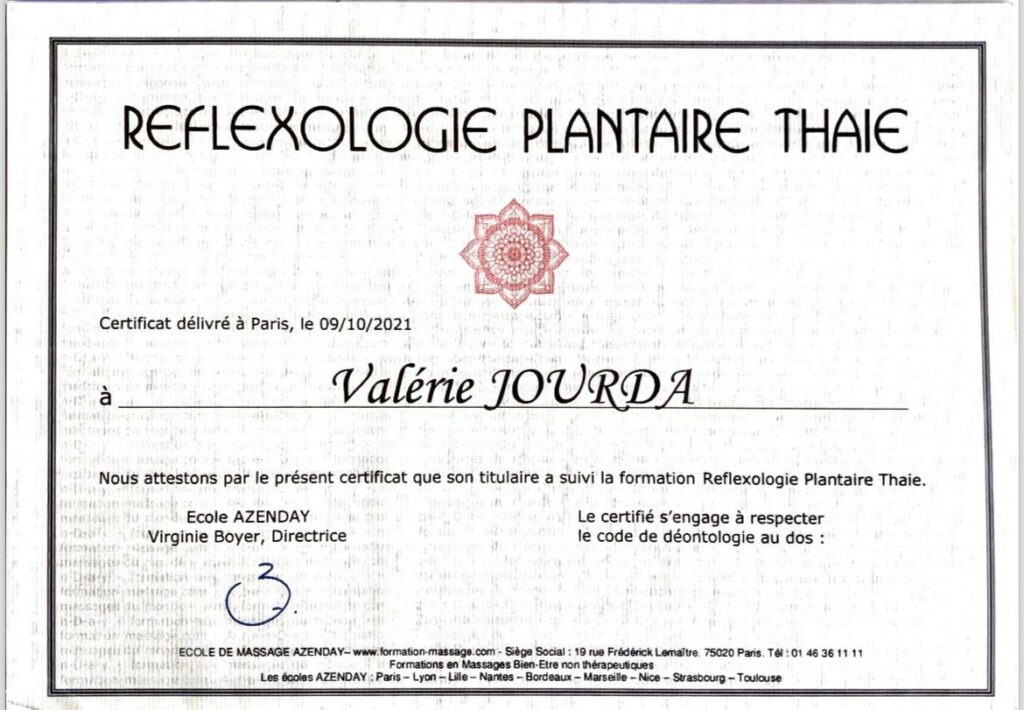 REFLEXOLOGIE PLANTAIRE THAIE
Certificat délivré à Paris, le 09/10/2021
à Valérie JOURDA
Nous attestons par le présent certificat que son titulaire a suivi la formation Reflexologie Plantaire Thaie.
Ecole AZENDAY
Virginie Boyer, Directrice
Le certifié s'engage à respecter
le code de déontologie au dos :
ECOLE DE MASSAGE AZENDAY– www.formation-massage.com - Siège Social : 19 rue Frédérick Lemaître. 75020 Paris. Tél : 01 46 36 11 11
Formations en Massages Bien-Etre non thérapeutiques
Les écoles AZENDAY : Paris – Lyon – Lille – Nantes – Bordeaux – Marseille – Nice – Strasbourg – Toulouse